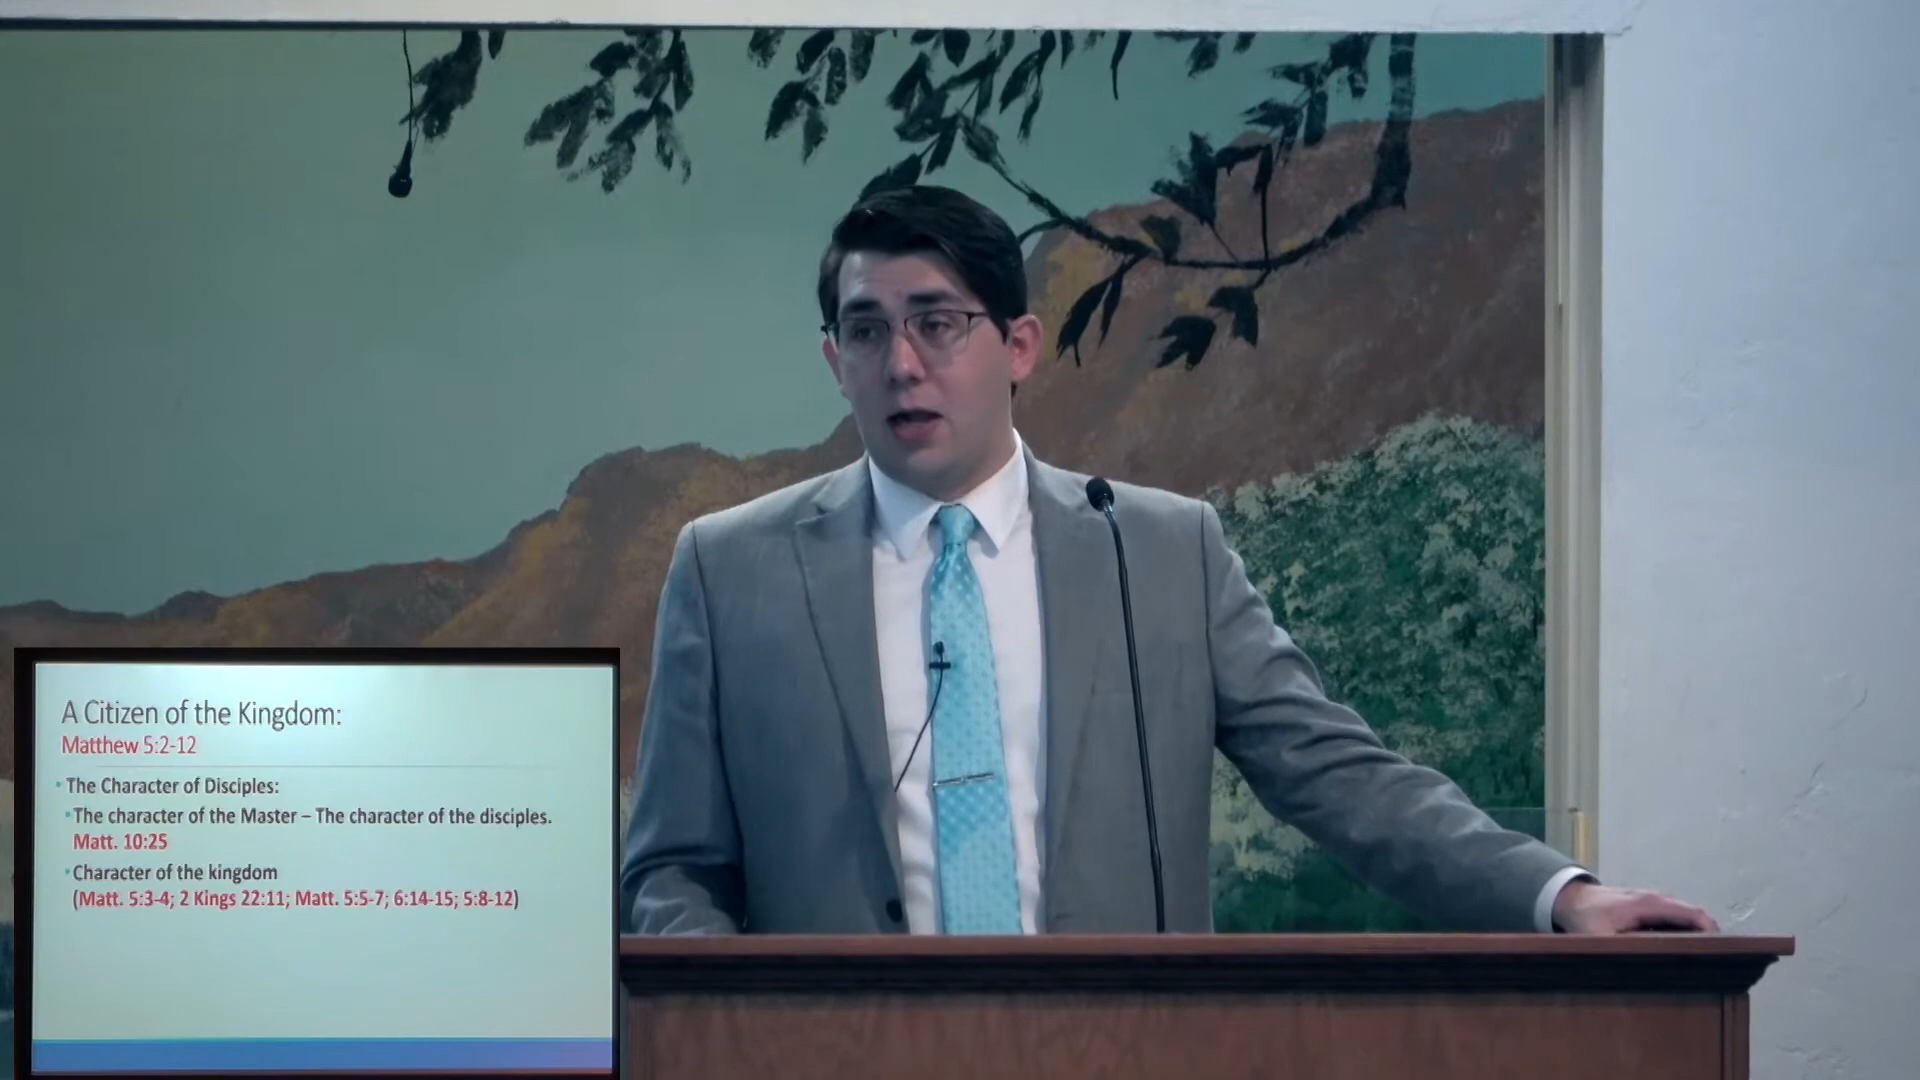 A Citizen of the Kingdom:
Matthew 5:2-12
• The Character of Disciples:
• The character of the Master – The character of the disciples.
Matt. 10:25
• Character of the kingdom
(Matt. 5:3-4; 2 Kings 22:11; Matt. 5:5-7; 6:14-15; 5:8-12)